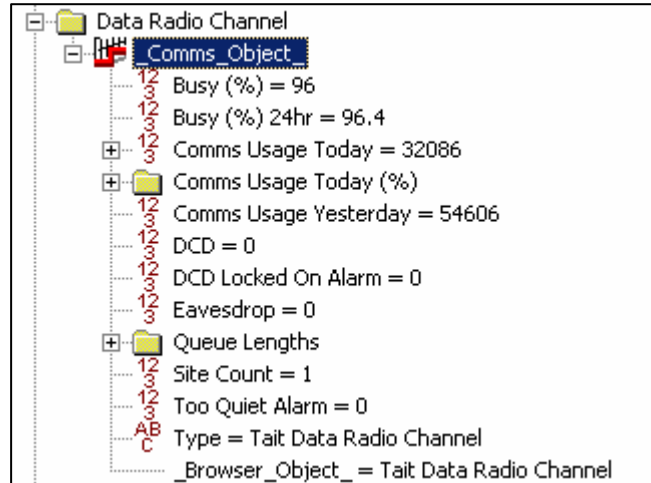 Data Radio Channel
_Comms_Object_
Busy (%) = 96
Busy (%) 24hr = 96.4
Comms Usage Today = 32086
Comms Usage Today (%)
Comms Usage Yesterday = 54606
DCD = 0
DCD Locked On Alarm = 0
Eavesdrop = 0
Queue Lengths
Site Count = 1
Too Quiet Alarm = 0
Type = Tait Data Radio Channel
_Browser_Object_ = Tait Data Radio Channel